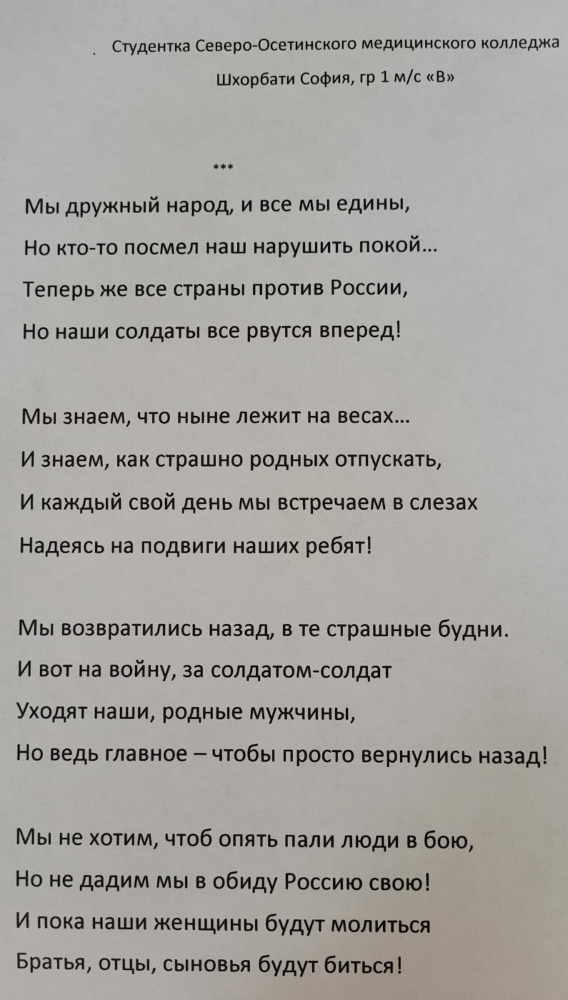 Студентка Северо-Осетинского медицинского колледжа
Шхорбати София, гр 1 м/с «В»
***
Мы дружный народ, и все мы едины,
Но кто-то посмел наш нарушить покой...
Теперь же все страны против России,
Но наши солдаты все рвутся вперед!
Мы знаем, что ныне лежит на весах...
И знаем, как страшно родных отпускать,
И каждый свой день мы встречаем в слезах
Надеясь на подвиги наших ребят!
Мы возвратились назад, в те страшные будни.
И вот на войну, за солдатом-солдат
Уходят наши, родные мужчины,
Но ведь главное – чтобы просто вернулись назад!
Мы не хотим, чтоб опять пали люди в бою,
Но не дадим мы в обиду Россию свою!
И пока наши женщины будут молиться
Братья, отцы, сыновья будут биться!